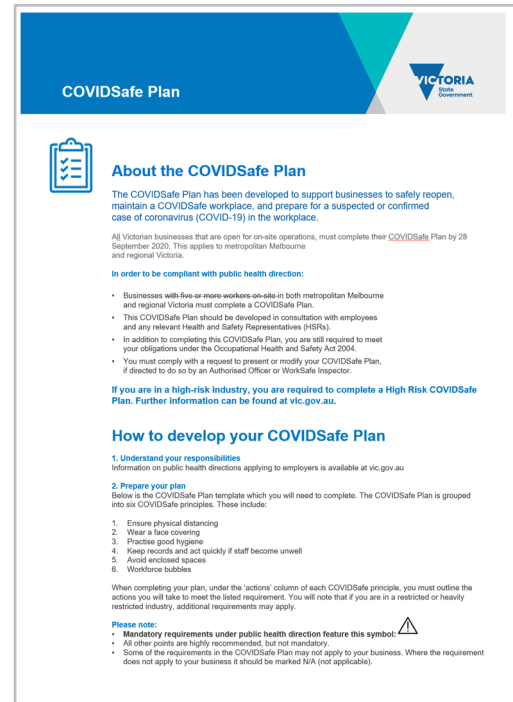 COVIDSafe Plan
VICTORIA
State
Government
About the COVIDSafe Plan
The COVIDSafe Plan has been developed to support businesses to safely reopen,
maintain a COVIDSafe workplace, and prepare for a suspected or confirmed
case of coronavirus (COVID-19) in the workplace.
All Victorian businesses that are open for on-site operations, must complete their COVIDSafe Plan by 28
September 2020. This applies to metropolitan Melbourne
and regional Victoria.
In order to be compliant with public health direction:
• Businesses with five or more workers on-site in both metropolitan Melbourne
and regional Victoria must complete a COVIDSafe Plan.
• This COVIDSafe Plan should be developed in consultation with employees
and any relevant Health and Safety Representatives (HSRs).
• In addition to completing this COVIDSafe Plan, you are still required to meet
your obligations under the Occupational Health and Safety Act 2004.
• You must comply with a request to present or modify your COVIDSafe Plan,
if directed to do so by an Authorised Officer or WorkSafe Inspector.
If you are in a high-risk industry, you are required to complete a High Risk COVIDSafe
Plan. Further information can be found at vic.gov.au.
How to develop your COVIDSafe Plan
1. Understand your responsibilities
Information on public health directions applying to employers is available at vic.gov.au
2. Prepare your plan
Below is the COVIDSafe Plan template which you will need to complete. The COVIDSafe Plan is grouped
into six COVIDSafe principles. These include:
1. Ensure physical distancing
2. Wear a face covering
3. Practise good hygiene
4. Keep records and act quickly if staff become unwell
5. Avoid enclosed spaces
6. Workforce bubbles
When completing your plan, under the ‘actions’ column of each COVIDSafe principle, you must outline the
actions you will take to meet the listed requirement. You will note that if you are in a restricted or heavily
restricted industry, additional requirements may apply.
Please note:
• Mandatory requirements under public health direction feature this symbol:
• All other points are highly recommended, but not mandatory.
• Some of the requirements in the COVIDSafe Plan may not apply to your business. Where the requirement
does not apply to your business it should be marked N/A (not applicable).